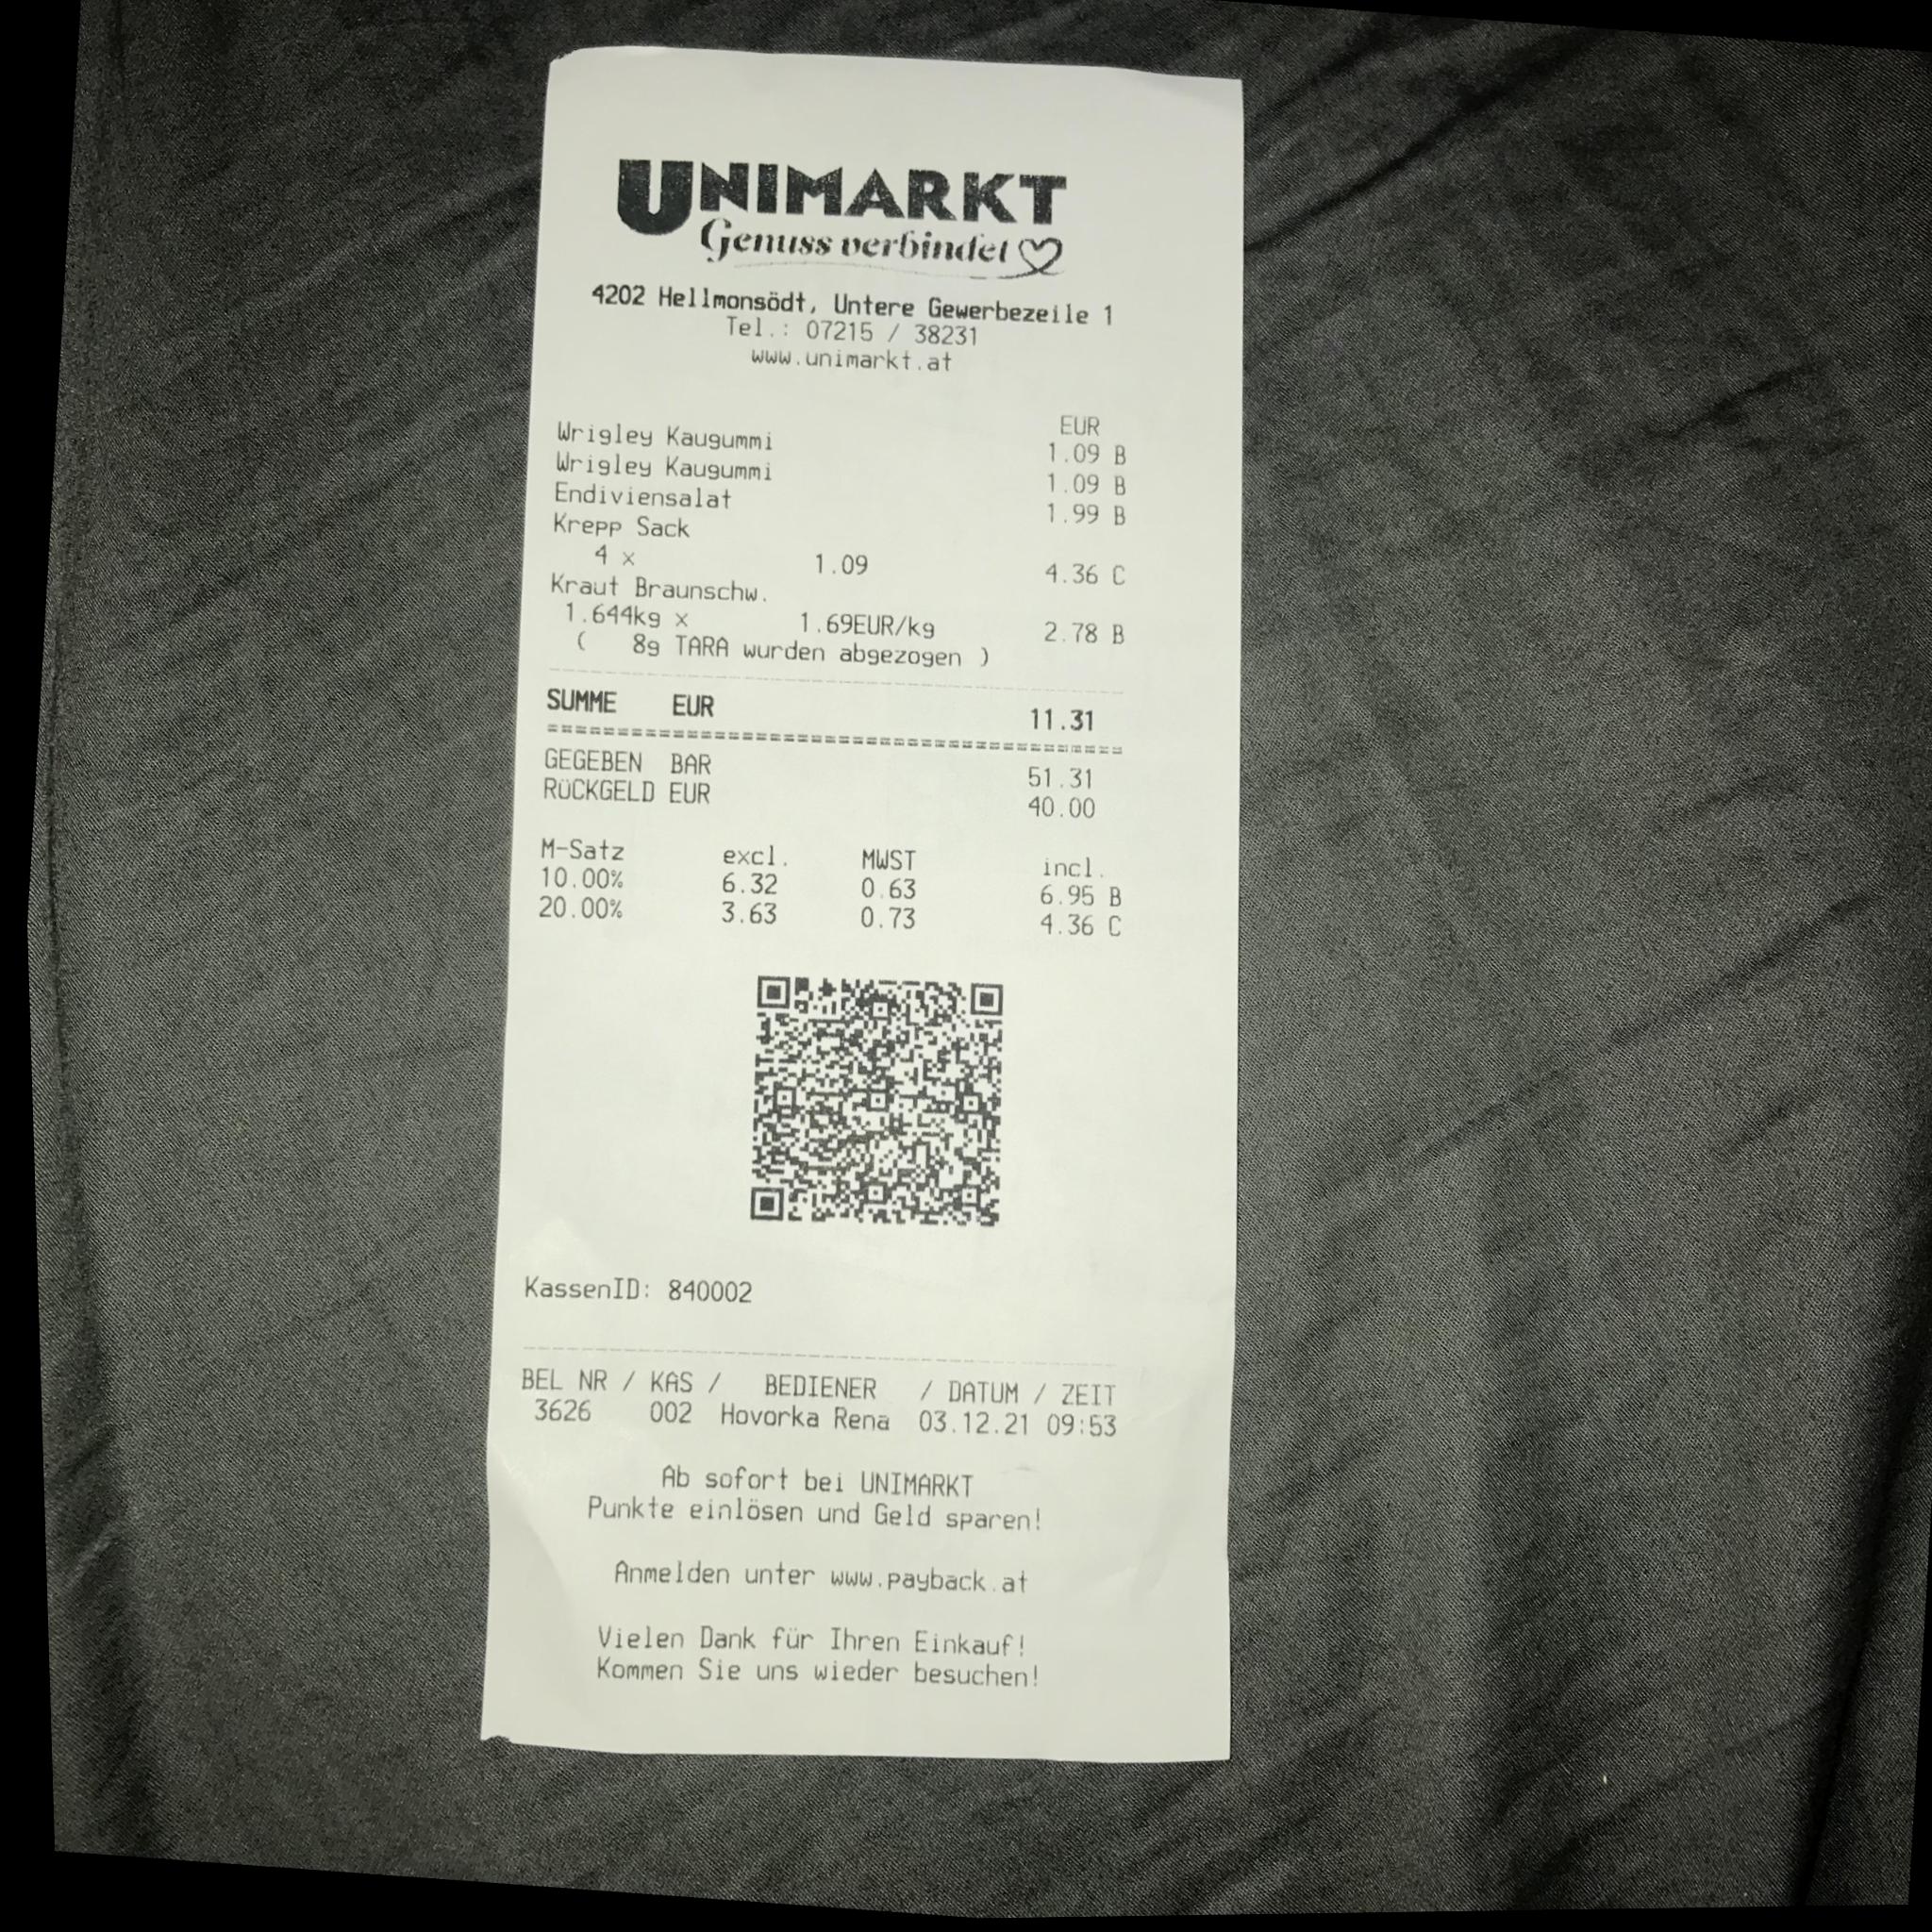 UNIMARKT
Genuss verbindet
4202 Hellmonsödt, Untere Gewerbezeile 1
Tel.: 07215 / 38231
www.unimarkt.at
EUR
Wrigley Kaugummi 1.09 B
Wrigley Kaugummi 1.09 B
Endiviensalat 1.99 B
Krepp Sack
4 x 1.09 4.36 C
Kraut Braunschw.
1.644kg x 1.69EUR/kg 2.78 B
( 8g TARA wurden abgezogen )
SUMME EUR 11.31
GEGEBEN BAR 51.31
RÜCKGELD EUR 40.00
M-Satz excl. MWST incl.
10.00% 6.32 0.63 6.95 B
20.00% 3.63 0.73 4.36 C
KassenID: 840002
BEL NR / KAS / BEDIENER / DATUM / ZEIT
3626 002 Hovorka Rena 03.12.21 09:53
Ab sofort bei UNIMARKT
Punkte einlösen und Geld sparen!
Anmelden unter www.payback.at
Vielen Dank für Ihren Einkauf!
Kommen Sie uns wieder besuchen!